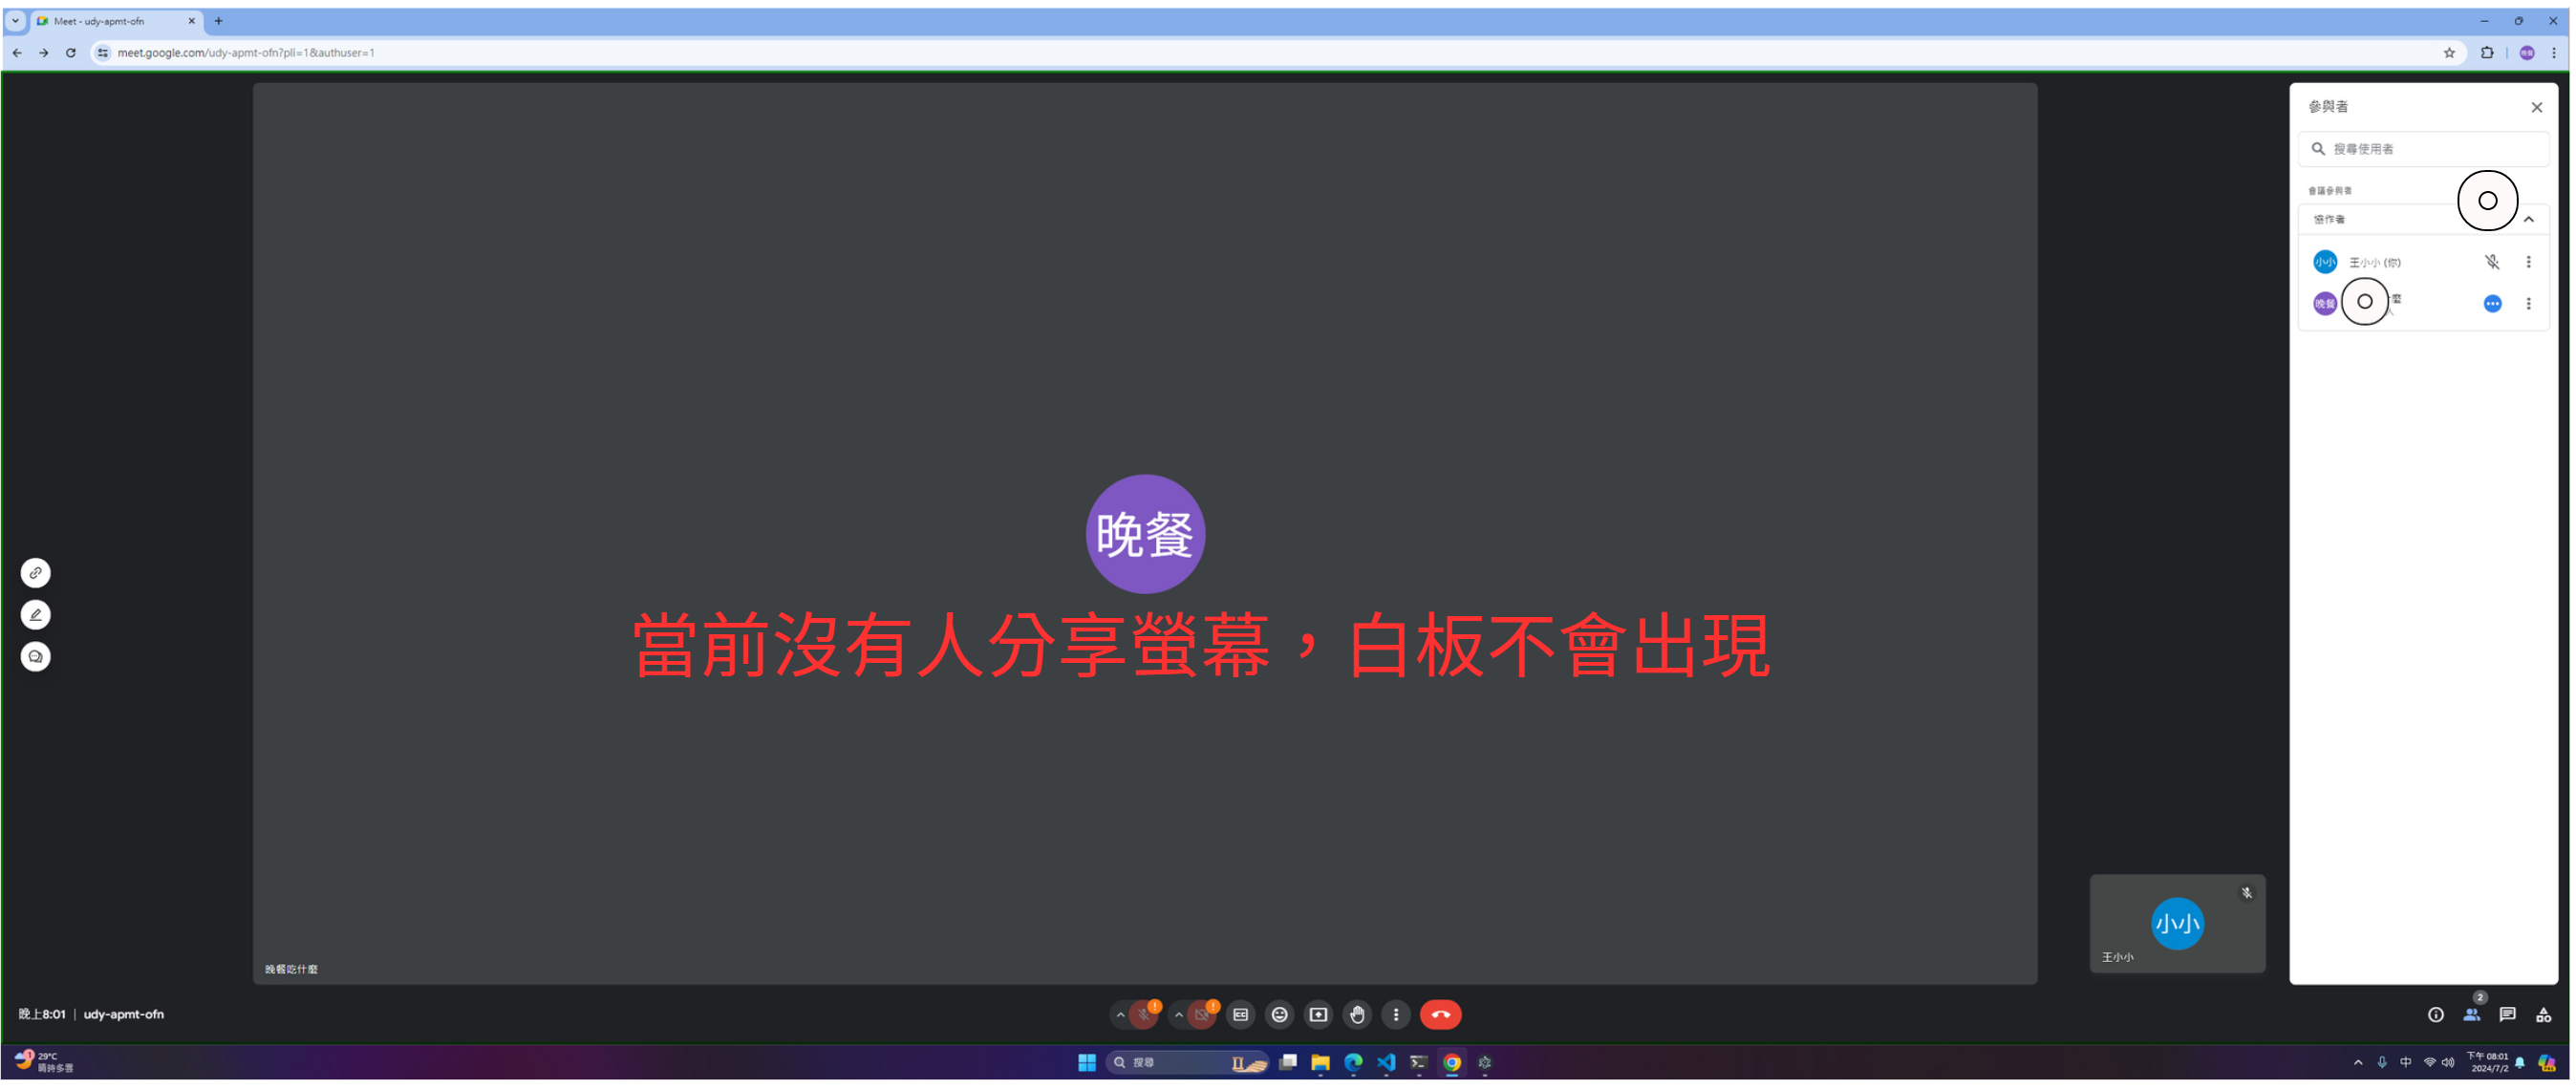 Meet - udy-apmt-ofn
meet.google.com/udy-apmt-ofn?pli=1&authuser=1
參與者
搜尋使用者
會議參與者
協作者
小小
王小小 (你)
晚餐
麼
人
晚餐
當前沒有人分享螢幕，白板不會出現
小小
王小小
晚餐吃什麼
晚上8:01 | udy-apmt-ofn
2
29°C
晴時多雲
搜尋
中
下午 08:01
2024/7/2